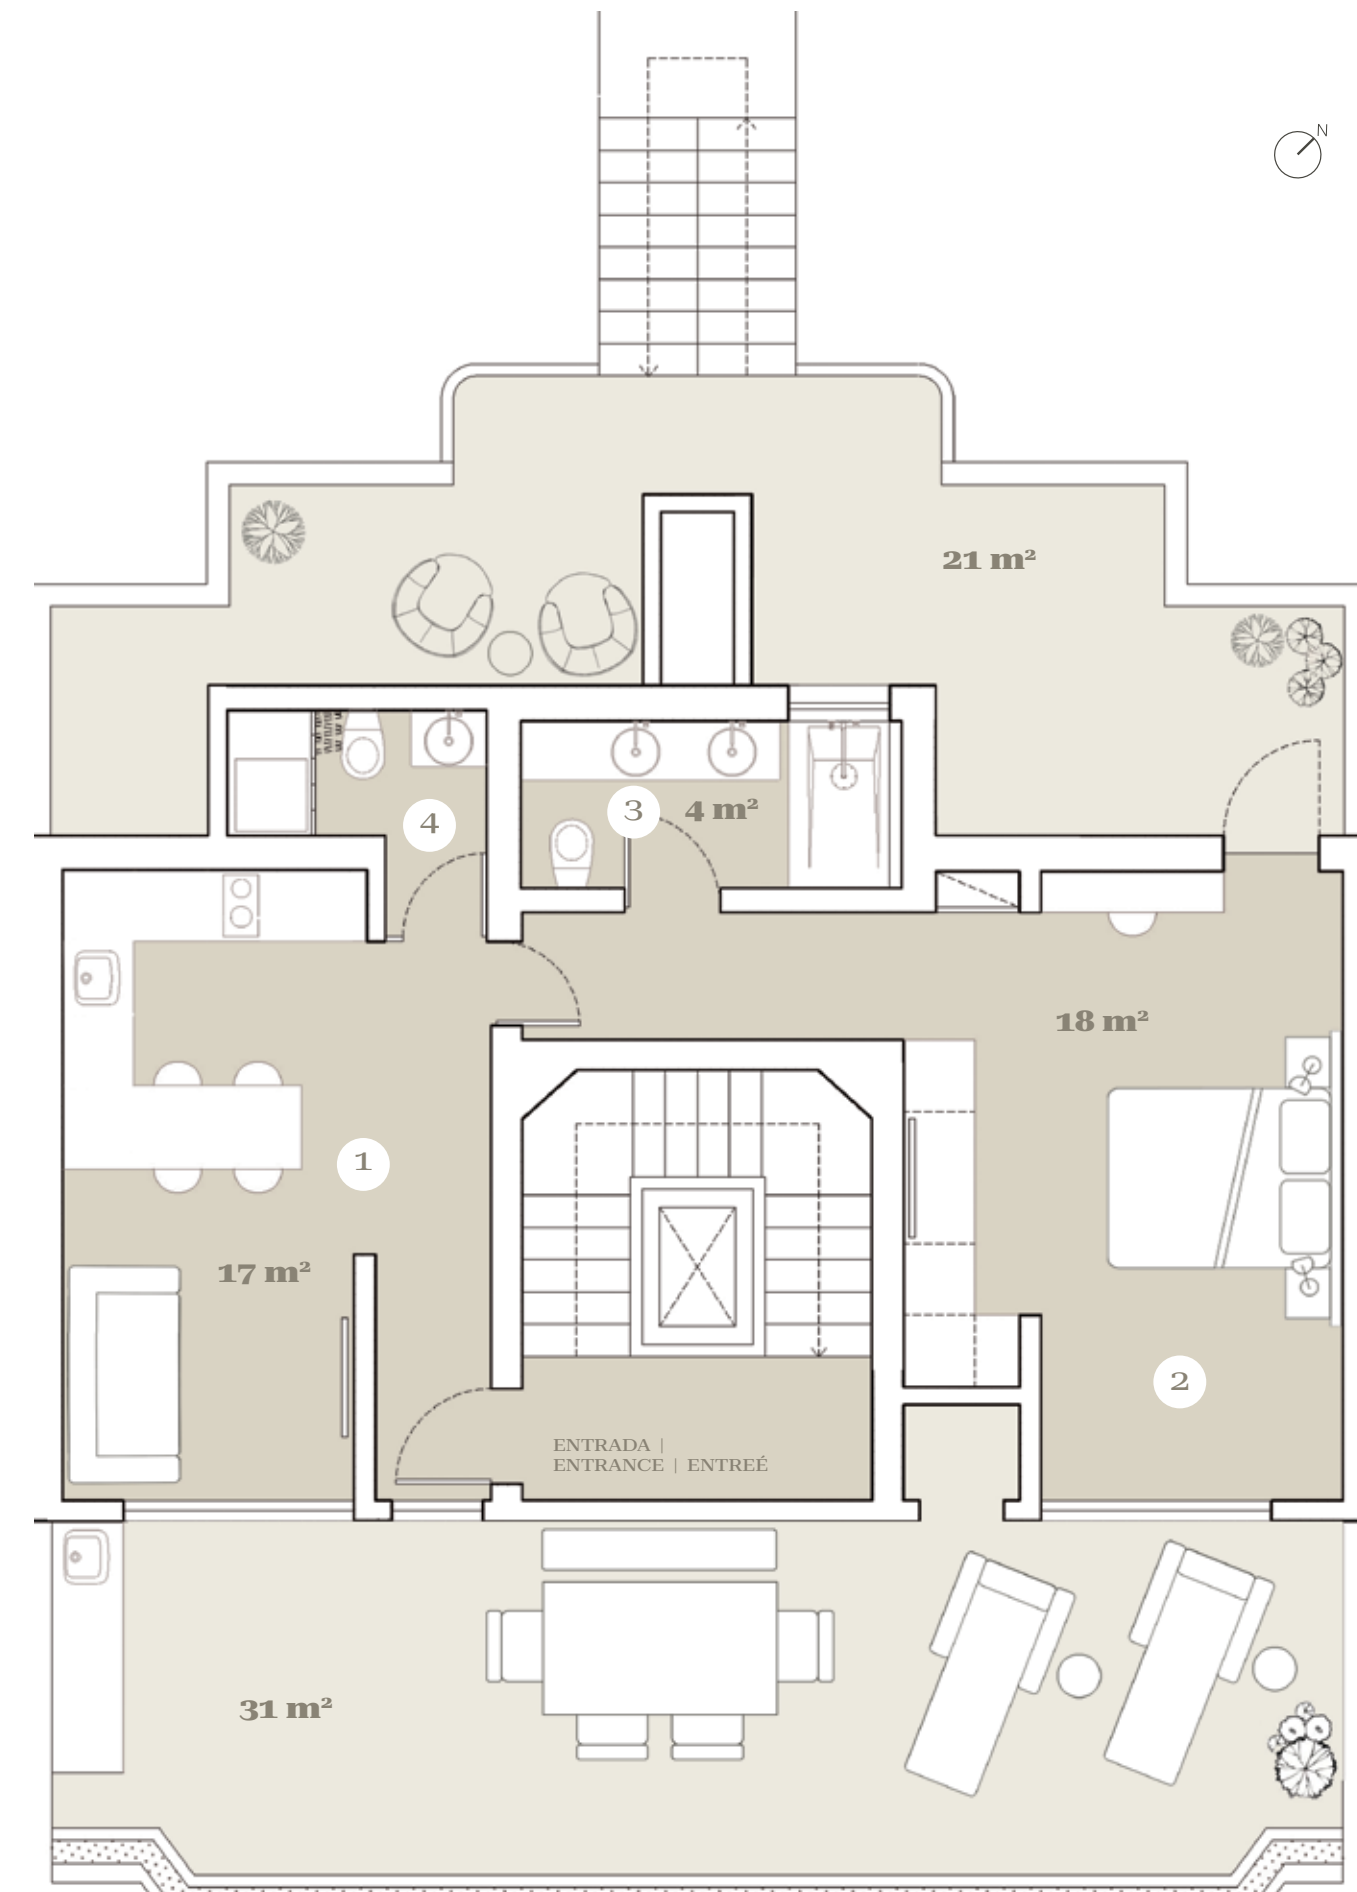 N
21 m²
3
4 m²
4
18 m²
1
17 m²
2
ENTRADA |
ENTRANCE | ENTREÉ
31 m²